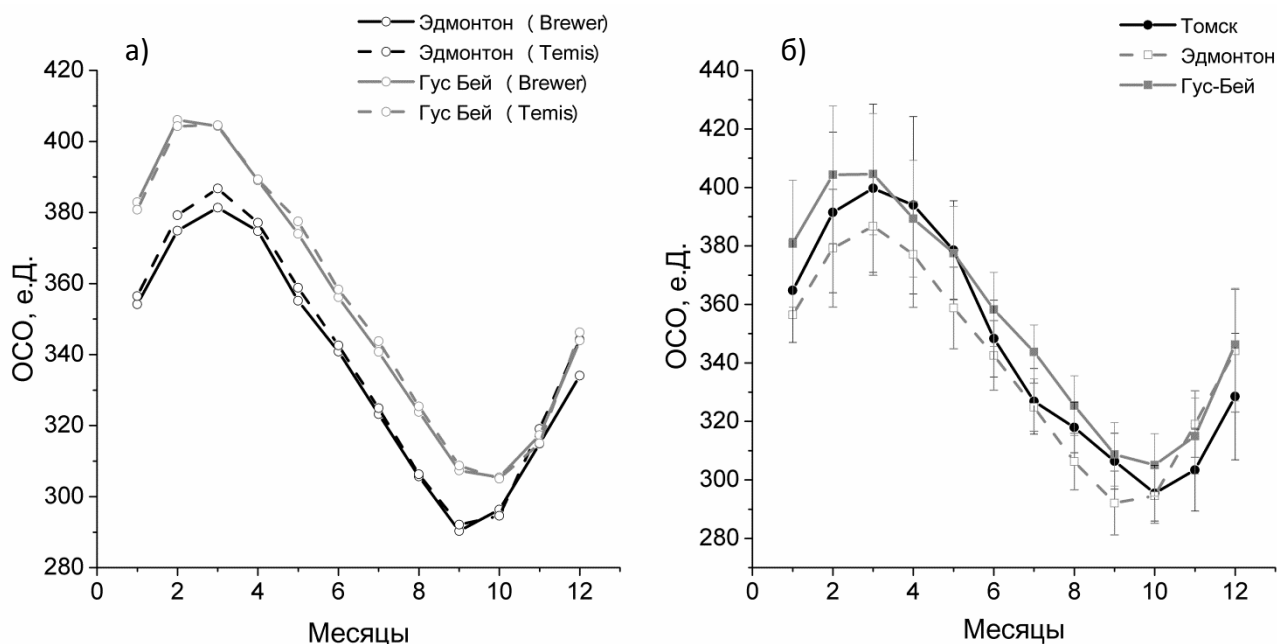 а)
Эдмонтон ( Brewer)
Эдмонтон ( Temis)
Гус Бей ( Brewer)
Гус Бей ( Temis)
420
400
380
360
340
320
300
280
ОСО, е.Д.
0 2 4 6 8 10 12
Месяцы
б)
Томск
Эдмонтон
Гус-Бей
440
420
400
380
360
340
320
300
280
ОСО, е.Д.
0 2 4 6 8 10 12
Месяцы